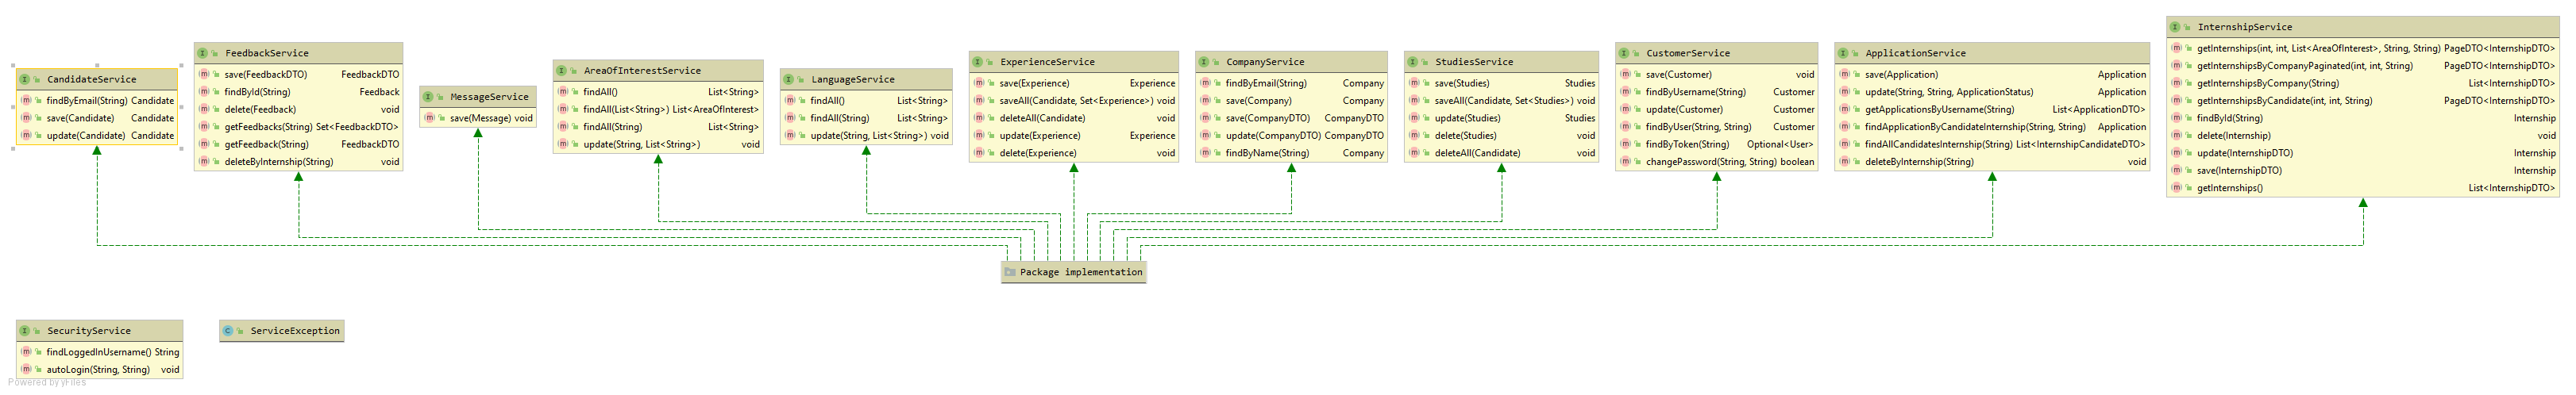 CandidateService
findByEmail(String) Candidate
save(Candidate) Candidate
update(Candidate) Candidate
FeedbackService
save(FeedbackDTO) FeedbackDTO
findById(String) Feedback
delete(Feedback) void
getFeedbacks(String) Set<FeedbackDTO>
getFeedback(String) FeedbackDTO
deleteByInternship(String) void
MessageService
save(Message) void
AreaOfInterestService
findAll() List<String>
findAll(List<String>) List<AreaOfInterest>
findAll(String) List<String>
update(String, List<String>) void
LanguageService
findAll() List<String>
findAll(String) List<String>
update(String, List<String>) void
ExperienceService
save(Experience) Experience
saveAll(Candidate, Set<Experience>) void
deleteAll(Candidate) void
update(Experience) Experience
delete(Experience) void
CompanyService
findByEmail(String) Company
save(Company) Company
save(CompanyDTO) CompanyDTO
update(CompanyDTO) CompanyDTO
findByName(String) Company
StudiesService
save(Studies) Studies
saveAll(Candidate, Set<Studies>) void
update(Studies) Studies
delete(Studies) void
deleteAll(Candidate) void
CustomerService
save(Customer) void
findByUsername(String) Customer
update(Customer) Customer
findByUser(String, String) Customer
findByToken(String) Optional<User>
changePassword(String, String) boolean
ApplicationService
save(Application) Application
update(String, String, ApplicationStatus) Application
getApplicationsByUsername(String) List<ApplicationDTO>
findApplicationByCandidateInternship(String, String) Application
findAllCandidatesInternship(String) List<InternshipCandidateDTO>
deleteByInternship(String) void
InternshipService
getInternships(int, int, List<AreaOfInterest>, String, String) PageDTO<InternshipDTO>
getInternshipsByCompanyPaginated(int, int, String) PageDTO<InternshipDTO>
getInternshipsByCompany(String) List<InternshipDTO>
getInternshipsByCandidate(int, int, String) PageDTO<InternshipDTO>
findById(String) Internship
delete(Internship) void
update(InternshipDTO) Internship
save(InternshipDTO) Internship
getInternships() List<InternshipDTO>
Package implementation
SecurityService
findLoggedInUsername() String
autoLogin(String, String) void
ServiceException
Powered by yFiles